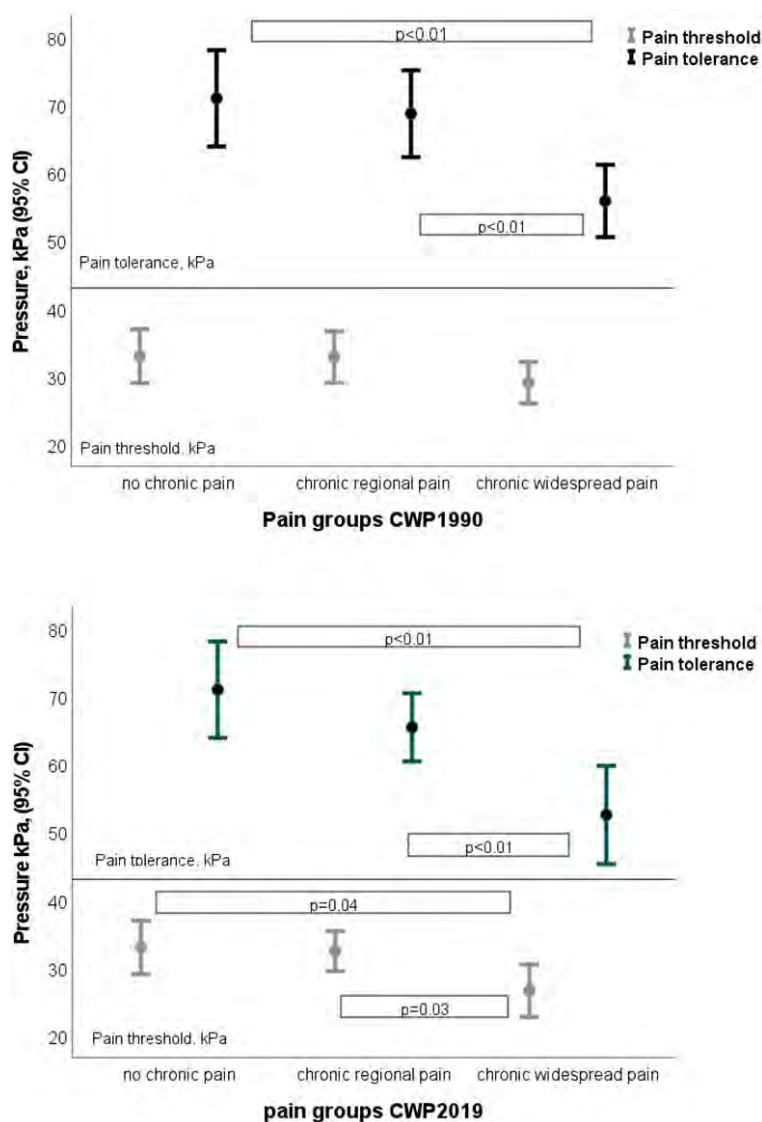 80
70
60
50
40
30
20
Pressure, kPa (95% CI)
p<0.01
Pain threshold
Pain tolerance
p<0.01
Pain tolerance, kPa
Pain threshold. kPa
no chronic pain chronic regional pain chronic widespread pain
Pain groups CWP1990
80
70
60
50
40
30
20
Pressure kPa, (95% CI)
p<0.01
Pain threshold
Pain tolerance
p<0.01
Pain tolerance. kPa
p=0.04
p=0.03
Pain threshold. kPa
no chronic pain chronic regional pain chronic widespread pain
pain groups CWP2019